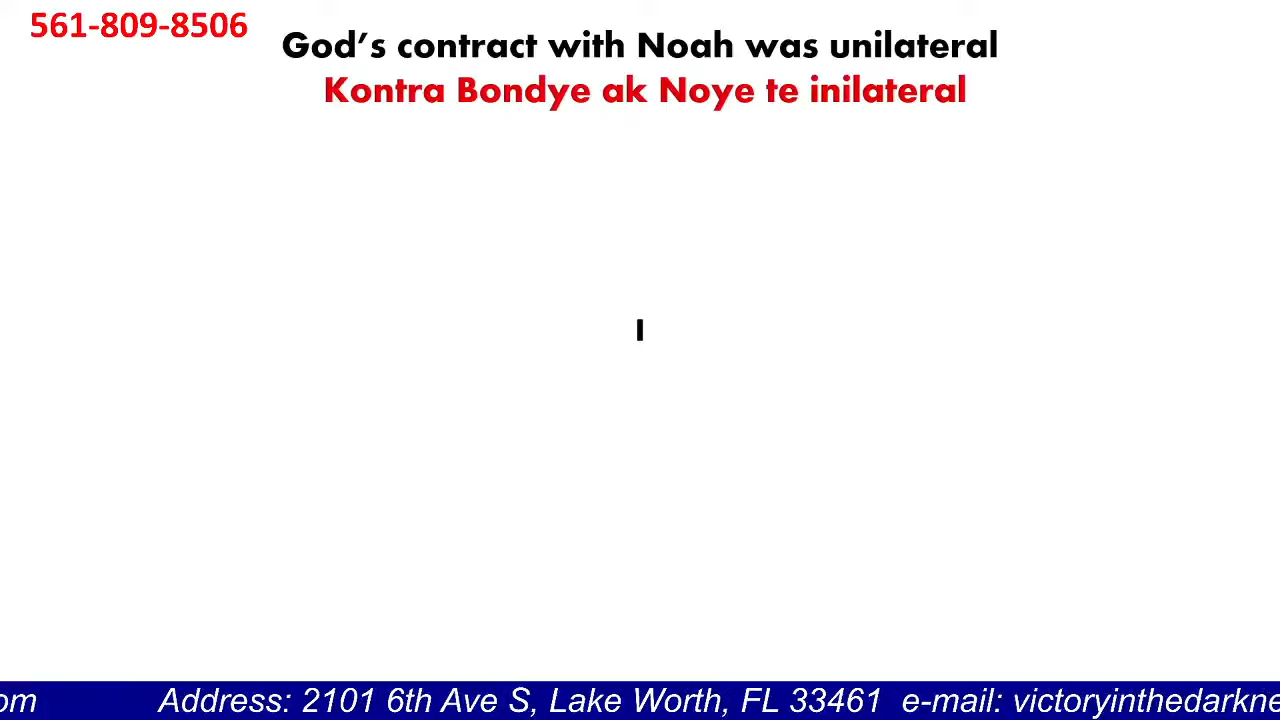 561-809-8506
God's contract with Noah was unilateral
Kontra Bondye ak Noye te inilateral
I
om Address: 2101 6th Ave S, Lake Worth, FL 33461 e-mail: victoryinthedarkne